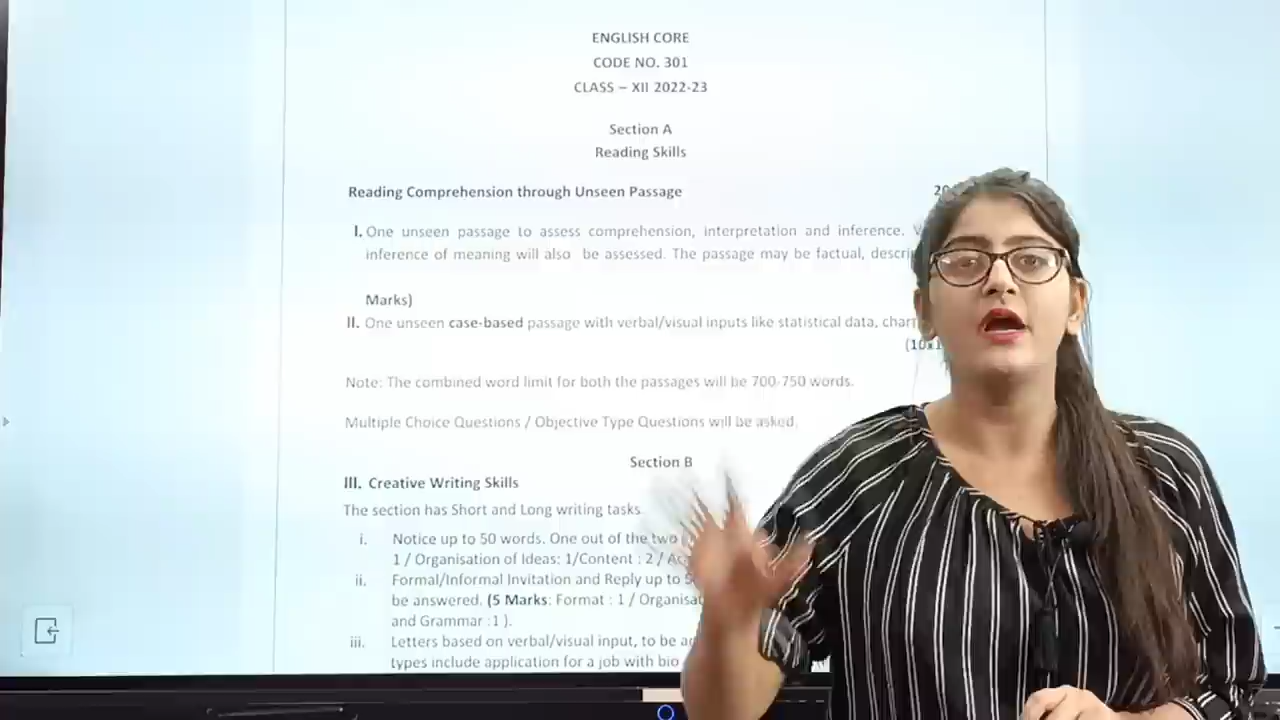 ENGLISH CORE
CODE NO. 301
CLASS – XII 2022-23
Section A
Reading Skills
Reading Comprehension through Unseen Passage 20
I. One unseen passage to assess comprehension, interpretation and inference.
inference of meaning will also be assessed. The passage may be factual,
Marks)
II. One unseen case-based passage with verbal/visual inputs like statistical data,
Note: The combined word limit for both the passages will be 700-750 words.
Multiple Choice Questions / Objective Type Questions will be asked.
Section B
III. Creative Writing Skills
The section has Short and Long writing tasks.
i. Notice up to 50 words. One out of the two
1 / Organisation of Ideas: 1/Content : 2 /
ii. Formal/Informal Invitation and Reply up to
be answered. (5 Marks: Format : 1 /
and Grammar :1 ).
iii. Letters based on verbal/visual input, to be
types include application for a job with bio